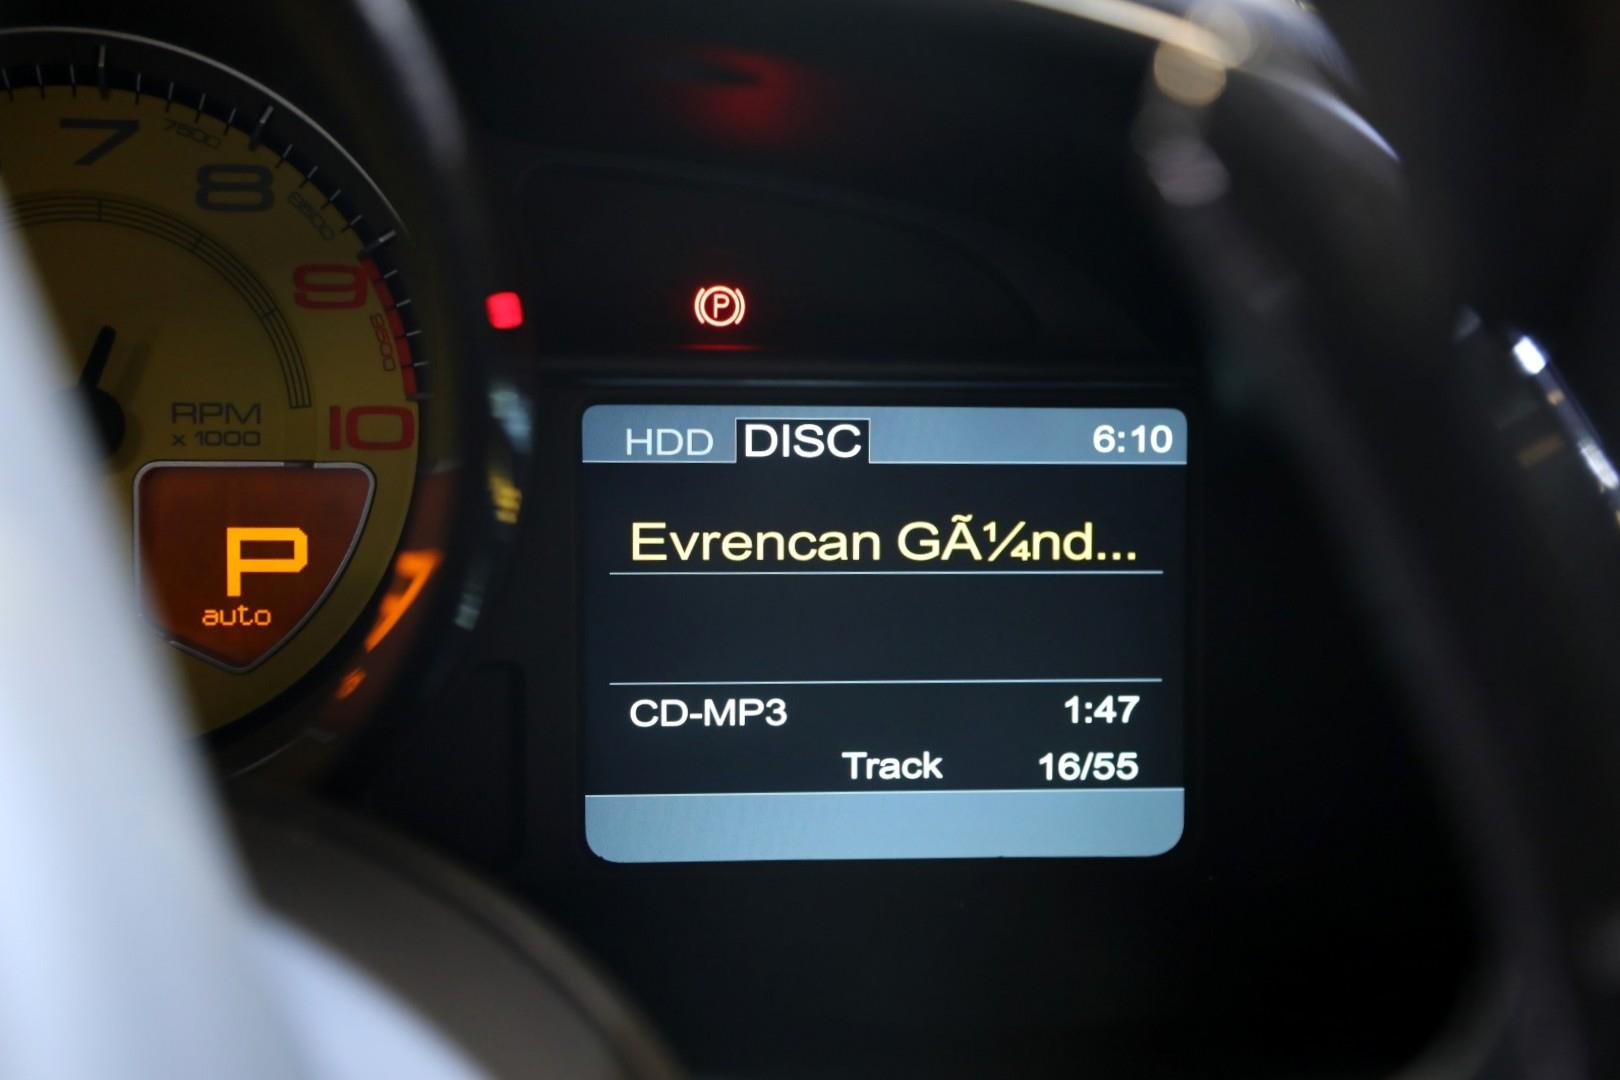 7
7500
8
8500
9
9500
10
RPM
x 1000
P
auto
P
HDD DISC 6:10
Evrencan GÃ¼nd...
CD-MP3 1:47
Track 16/55